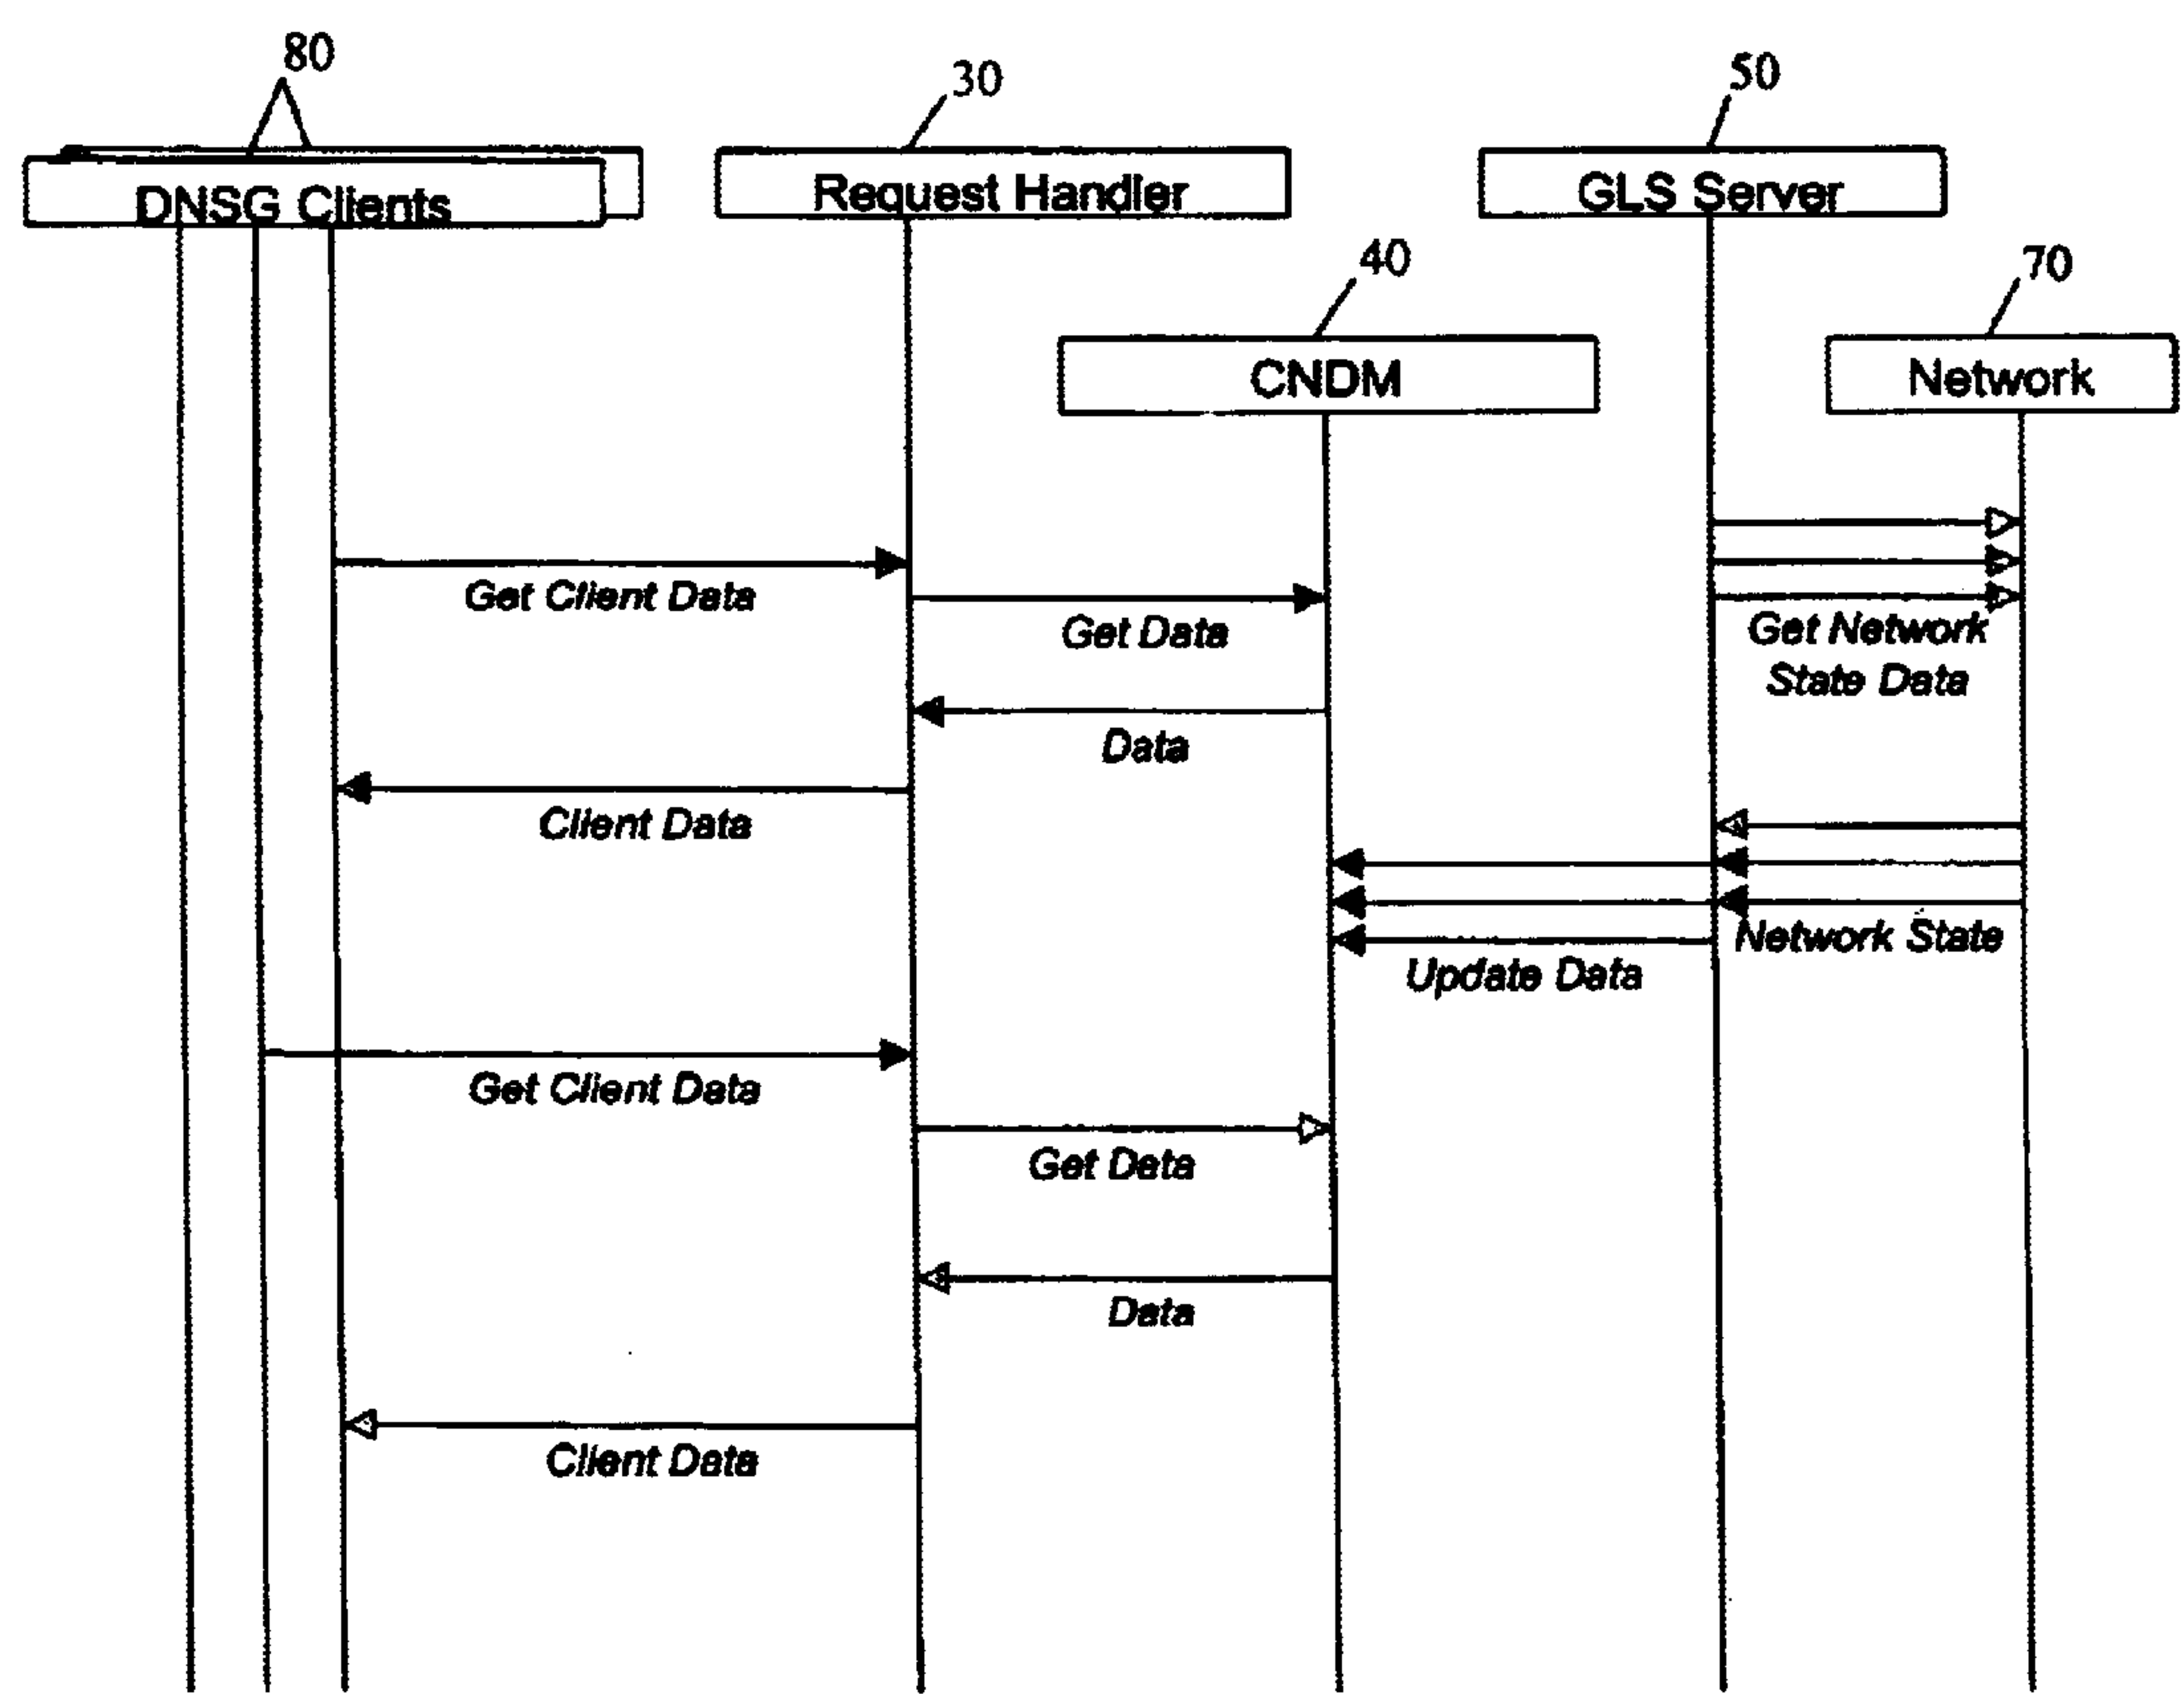 80
30
50
DNSG Clients
Request Handler
GLS Server
40
70
CNDM
Network
Get Client Data
Get Data
Get Network
State Data
Data
Client Data
Network State
Update Data
Get Client Data
Get Data
Data
Client Data